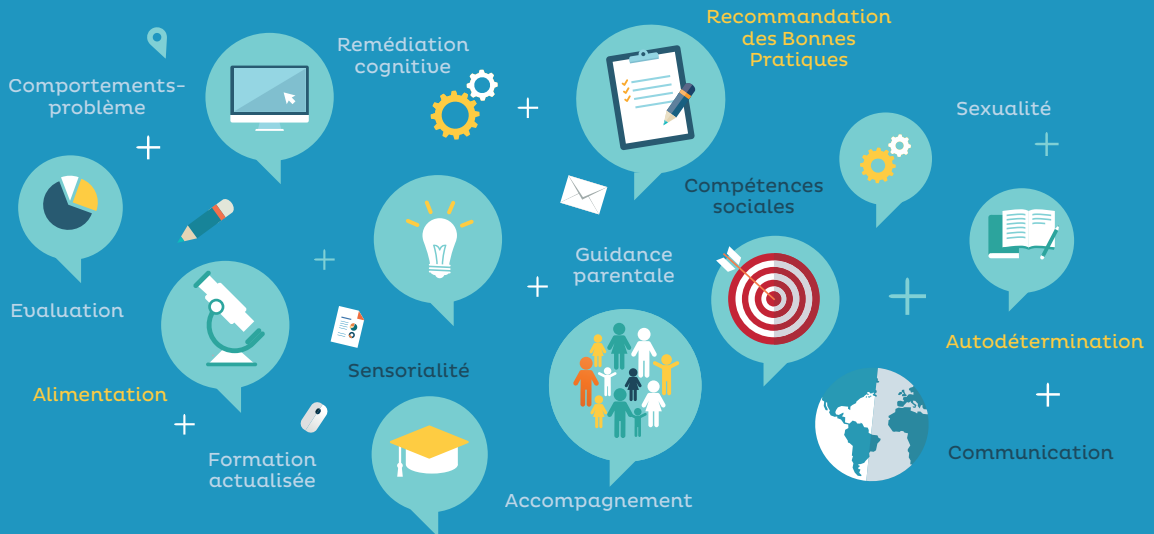 Recommandation
des Bonnes
Pratiques
Remédiation
cognitive
Comportements-
problème
Sexualité
Compétences
sociales
Guidance
parentale
Evaluation
Autodétermination
Sensorialité
Alimentation
Communication
Formation
actualisée
Accompagnement